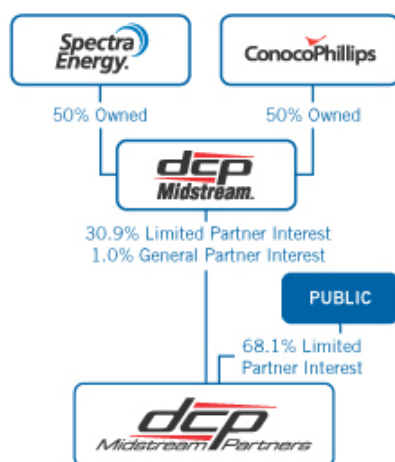 Spectra
Energy.
ConocoPhillips
50% Owned
50% Owned
dcp
Midstream.
30.9% Limited Partner Interest
1.0% General Partner Interest
PUBLIC
68.1% Limited
Partner Interest
dcp
Midstream Partners